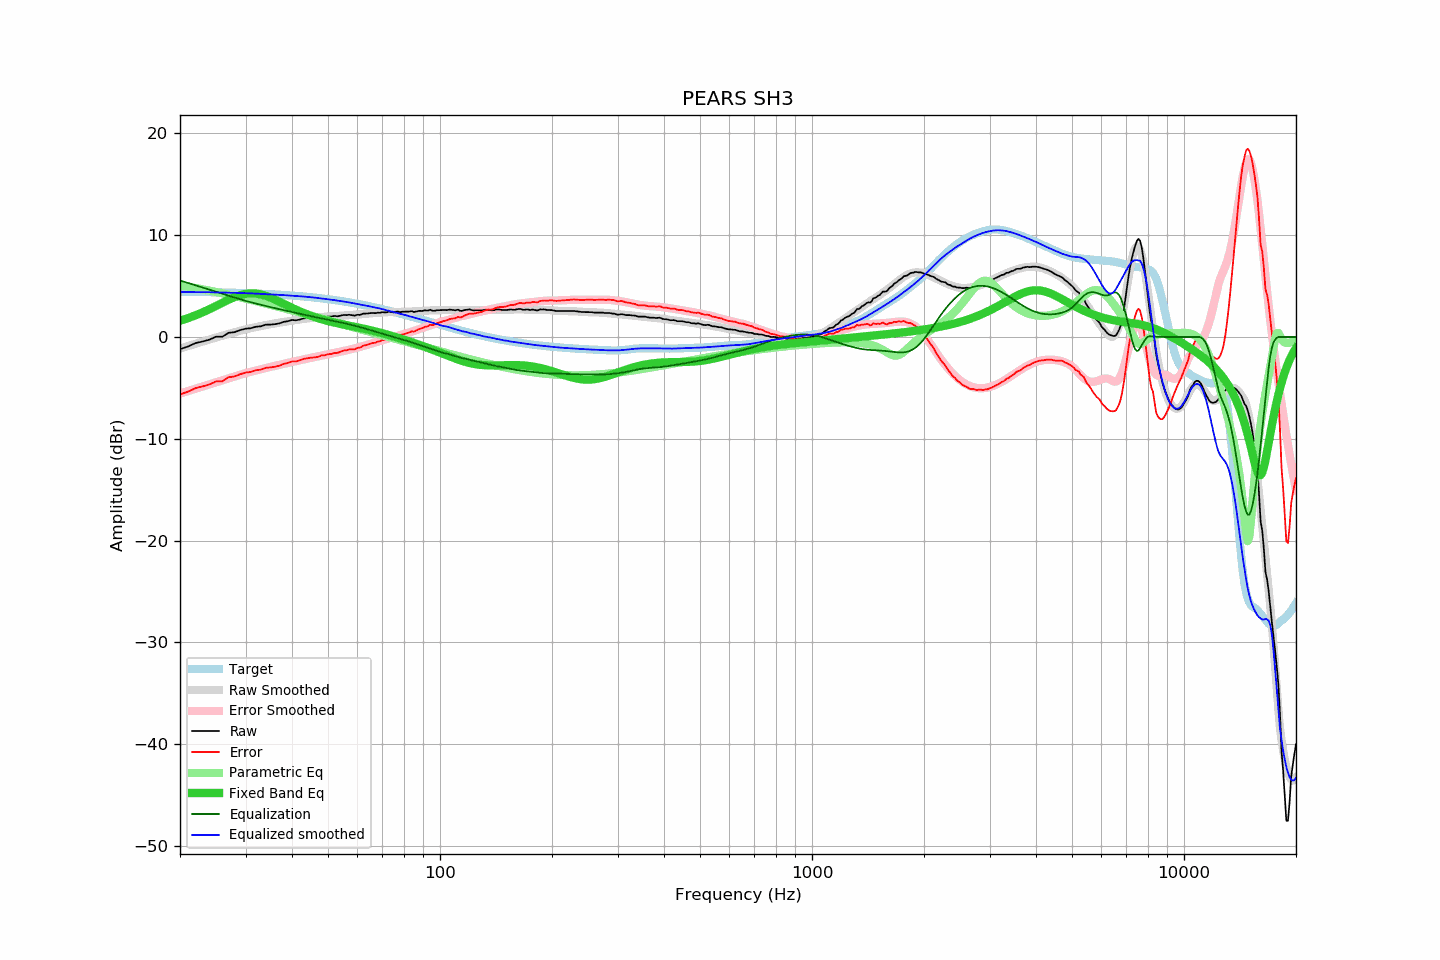 PEARS SH3
20
10
0
−10
−20
−30
−40
−50
Amplitude (dBr)
Target
Raw Smoothed
Error Smoothed
Raw
Error
Parametric Eq
Fixed Band Eq
Equalization
Equalized smoothed
100
1000
10000
Frequency (Hz)